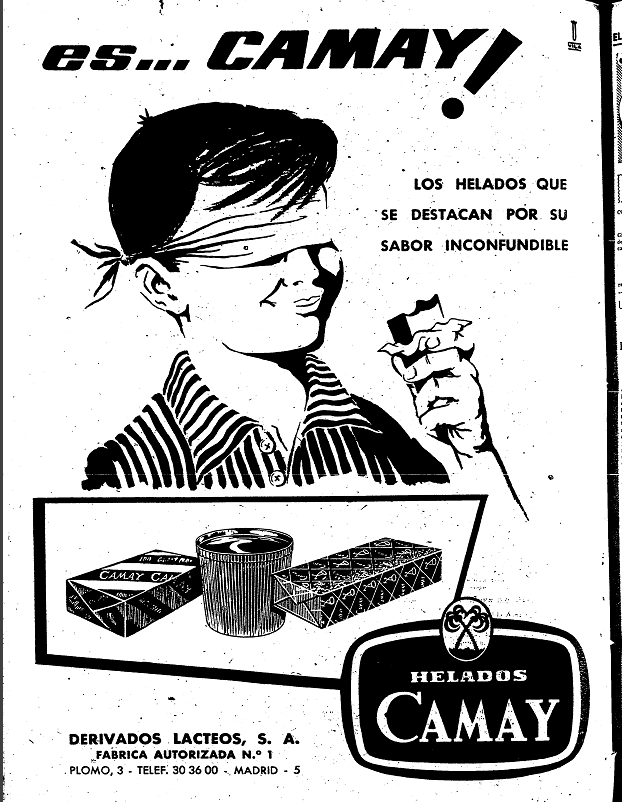 es... CAMAY!
LOS HELADOS QUE
SE DESTACAN POR SU
SABOR INCONFUNDIBLE
CAMAY
HELADOS
CAMAY
DERIVADOS LACTEOS, S. A.
FABRICA AUTORIZADA N.º 1
PLOMO, 3 - TELEF. 30 36 00 - MADRID - 5
EL